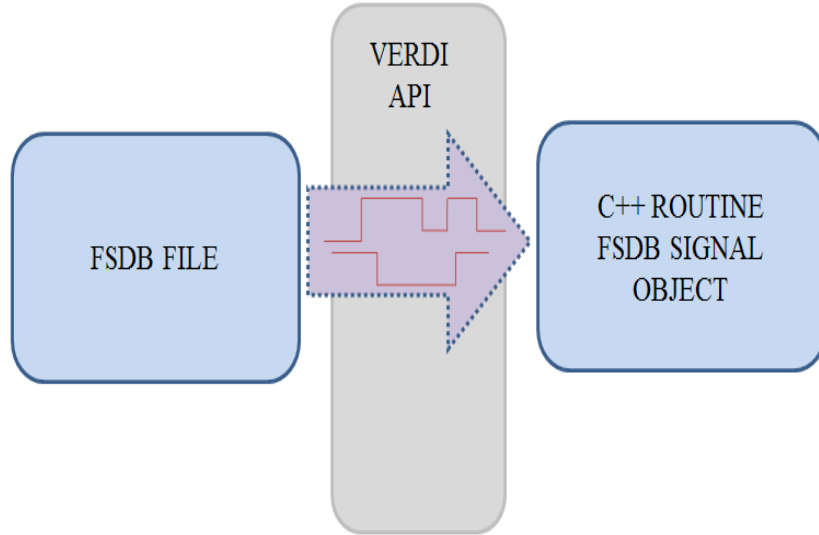 VERDI
API
FSDB FILE
C++ ROUTINE
FSDB SIGNAL
OBJECT